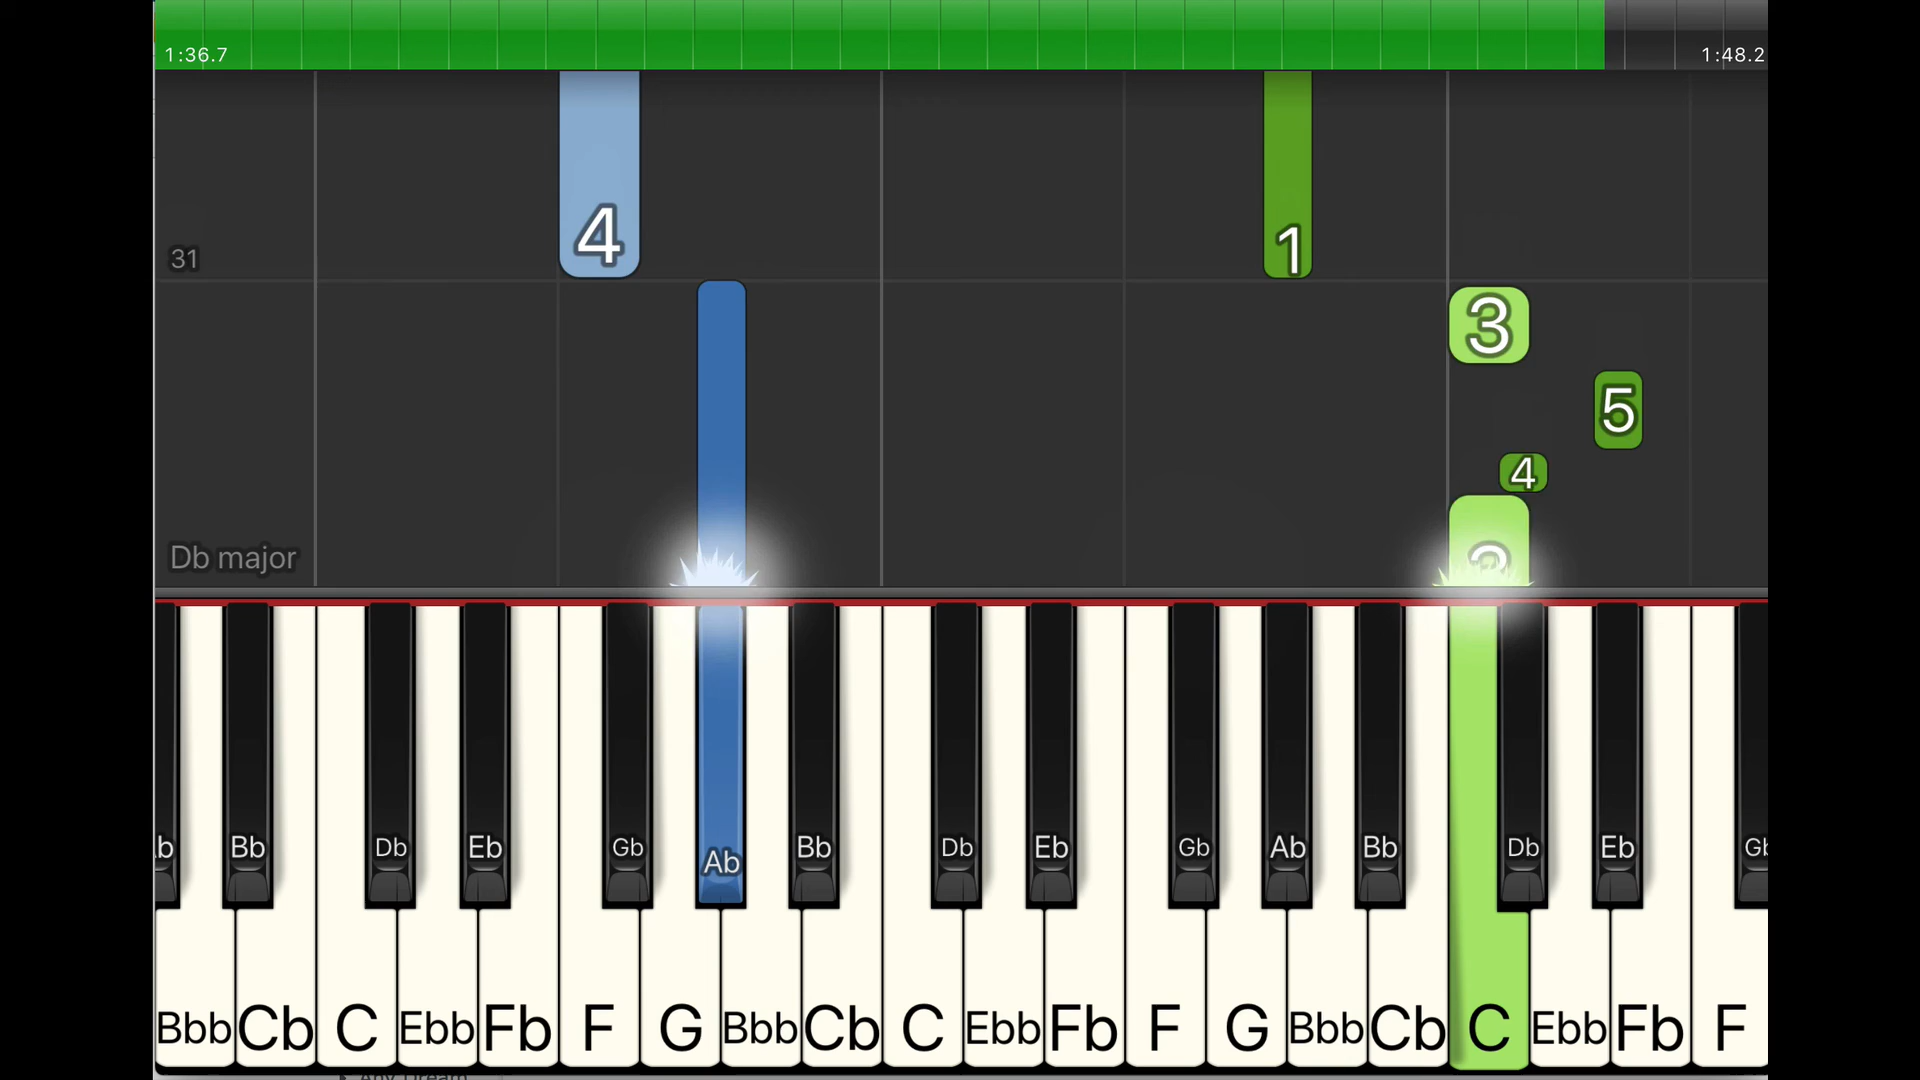 1:36.7 1:48.2
4 1
31
3
5
4
Db major
Bb Db Eb Gb Ab Bb Db Eb Gb Ab Bb Db Eb
Bbb Cb C Ebb Fb F G Bbb Cb C Ebb Fb F G Bbb Cb C Ebb Fb F